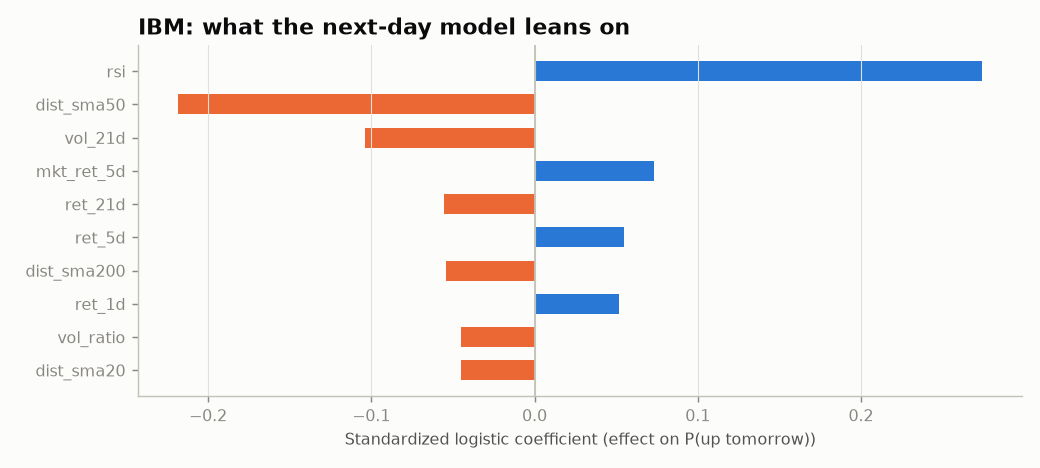 IBM: what the next-day model leans on
rsi
dist_sma50
vol_21d
mkt_ret_5d
ret_21d
ret_5d
dist_sma200
ret_1d
vol_ratio
dist_sma20
−0.2 −0.1 0.0 0.1 0.2
Standardized logistic coefficient (effect on P(up tomorrow))